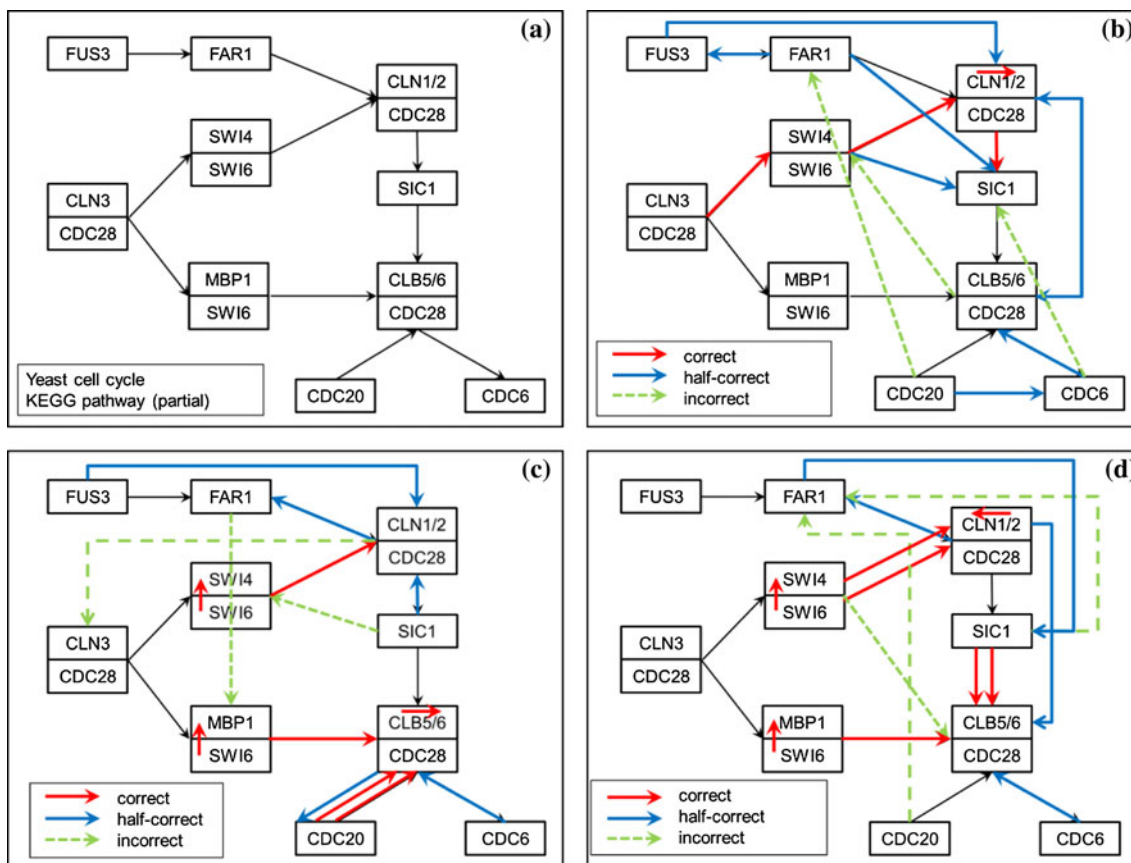 (a)
FUS3
FAR1
CLN1/2
CDC28
SWI4
SWI6
SIC1
CLN3
CDC28
MBP1
SWI6
CLB5/6
CDC28
Yeast cell cycle
KEGG pathway (partial)
CDC20
CDC6
(b)
FUS3
FAR1
CLN1/2
CDC28
SWI4
SWI6
SIC1
CLN3
CDC28
MBP1
SWI6
CLB5/6
CDC28
correct
half-correct
incorrect
CDC20
CDC6
(c)
FUS3
FAR1
CLN1/2
CDC28
SWI4
SWI6
SIC1
CLN3
CDC28
MBP1
SWI6
CLB5/6
CDC28
correct
half-correct
incorrect
CDC20
CDC6
(d)
FUS3
FAR1
CLN1/2
CDC28
SWI4
SWI6
SIC1
CLN3
CDC28
MBP1
SWI6
CLB5/6
CDC28
correct
half-correct
incorrect
CDC20
CDC6